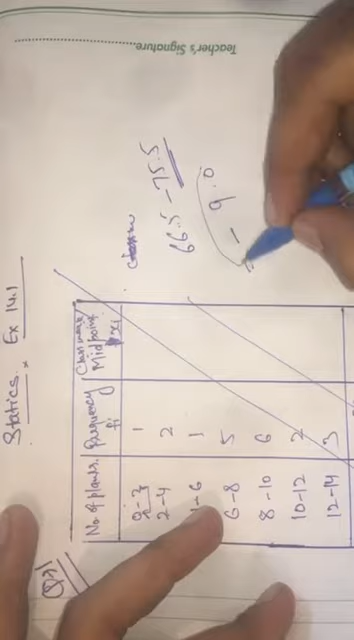 Teacher's Signature
Statics. Ex 14.1
Q.1
No. of plants. Frequency fi Class mark Mid point xi
0-2 1
2-4 2
4-6 1
6-8 5
8-10 6
10-12 2
12-14 3
66.5 - 75.5
- 9.0